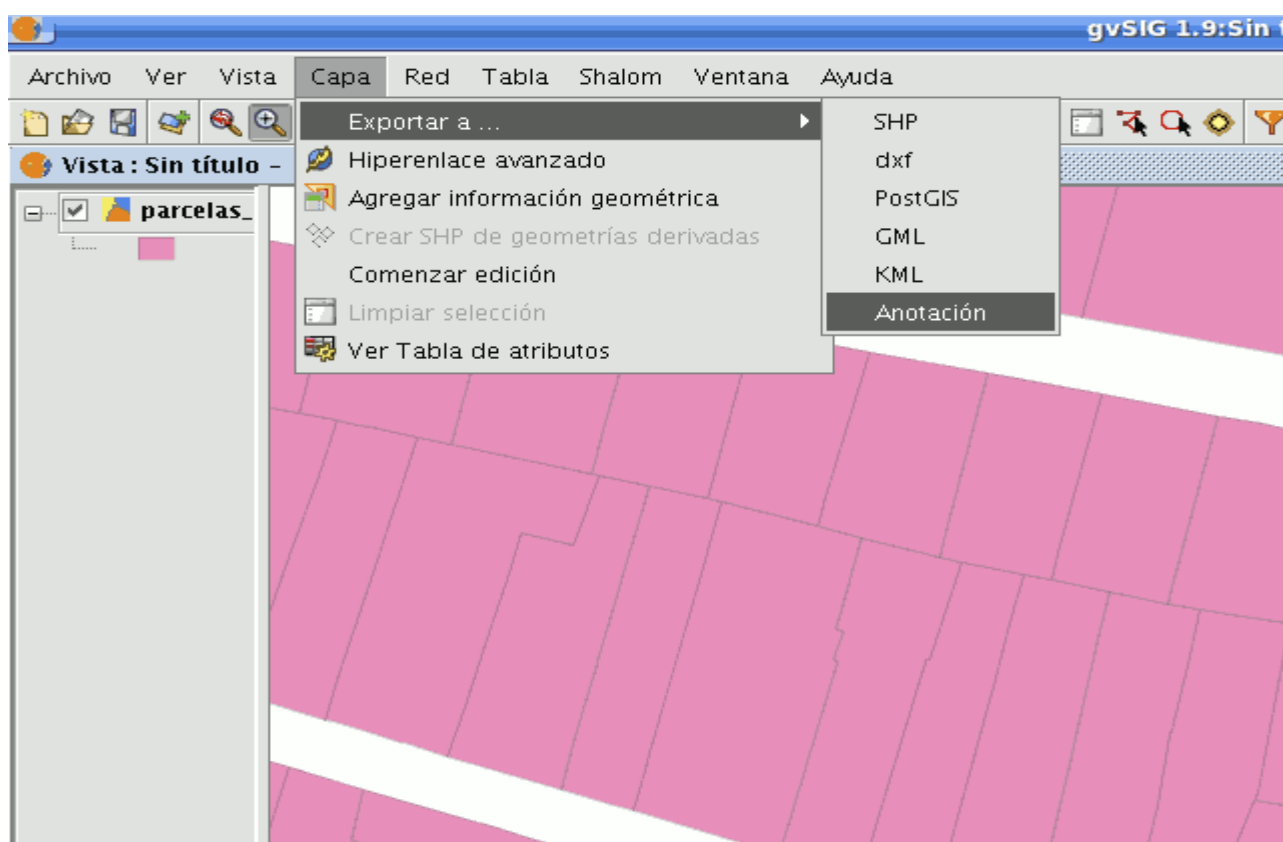 gvSIG 1.9:Sin
Archivo Ver Vista Capa Red Tabla Shalom Ventana Ayuda
Vista : Sin título –
parcelas_
Exportar a ...
Hiperenlace avanzado
Agregar información geométrica
Crear SHP de geometrías derivadas
Comenzar edición
Limpiar selección
Ver Tabla de atributos
SHP
dxf
PostGIS
GML
KML
Anotación